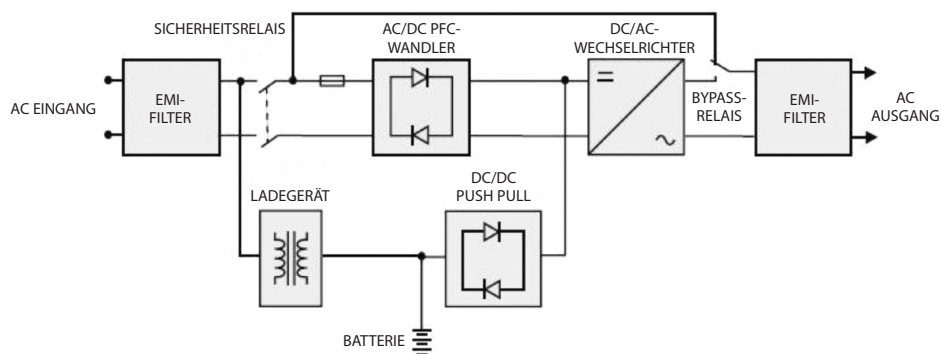 SICHERHEITSRELAIS
AC/DC PFC-
WANDLER
DC/AC-
WECHSELRICHTER
AC EINGANG
EMI-
FILTER
BYPASS-
RELAIS
EMI-
FILTER
AC
AUSGANG
LADEGERÄT
DC/DC
PUSH PULL
BATTERIE